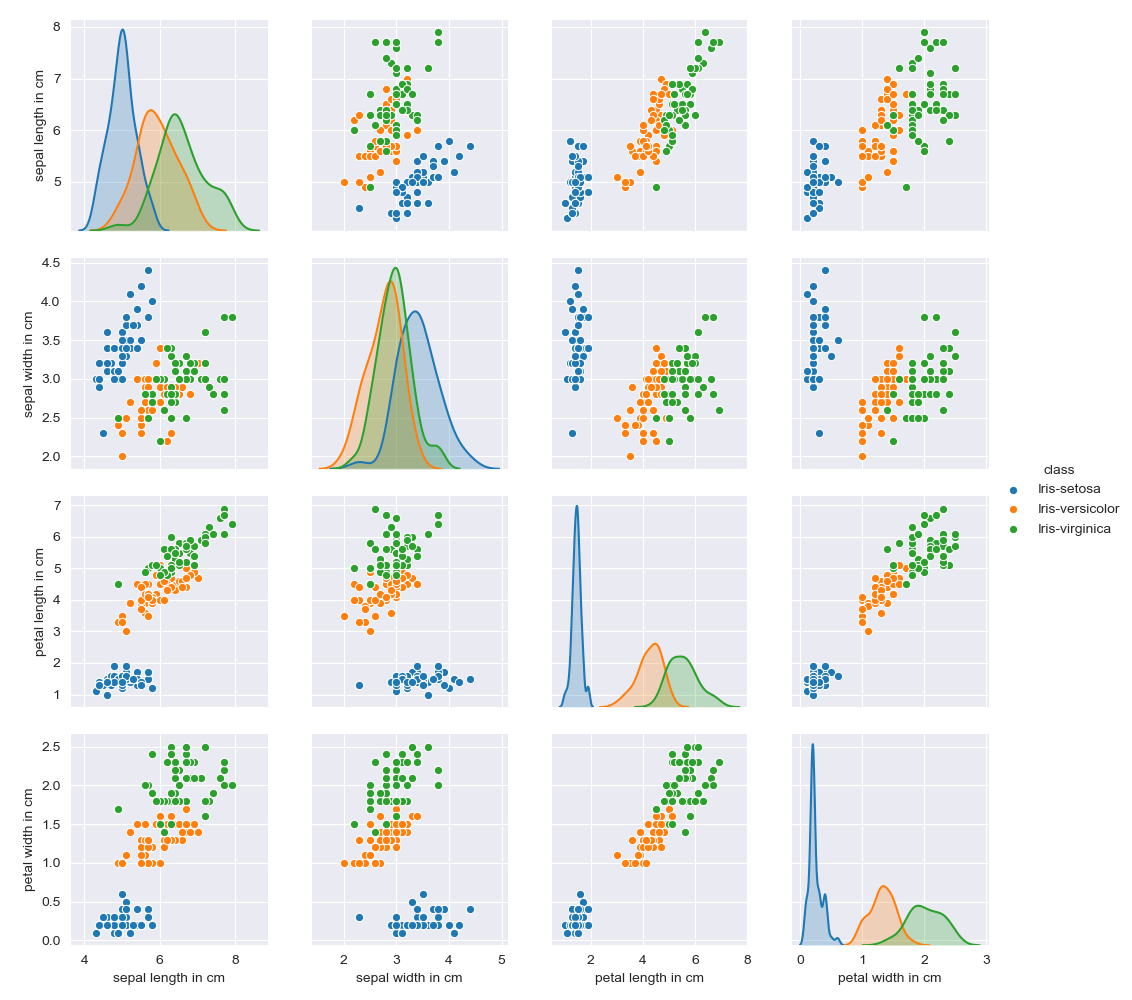 8
7
6
5
sepal length in cm
4.5
4.0
3.5
3.0
2.5
2.0
sepal width in cm
class
Iris-setosa
Iris-versicolor
Iris-virginica
7
6
5
4
3
2
1
petal length in cm
2.5
2.0
1.5
1.0
0.5
0.0
petal width in cm
4 6 8
sepal length in cm
2 3 4 5
sepal width in cm
2 4 6 8
petal length in cm
0 1 2 3
petal width in cm